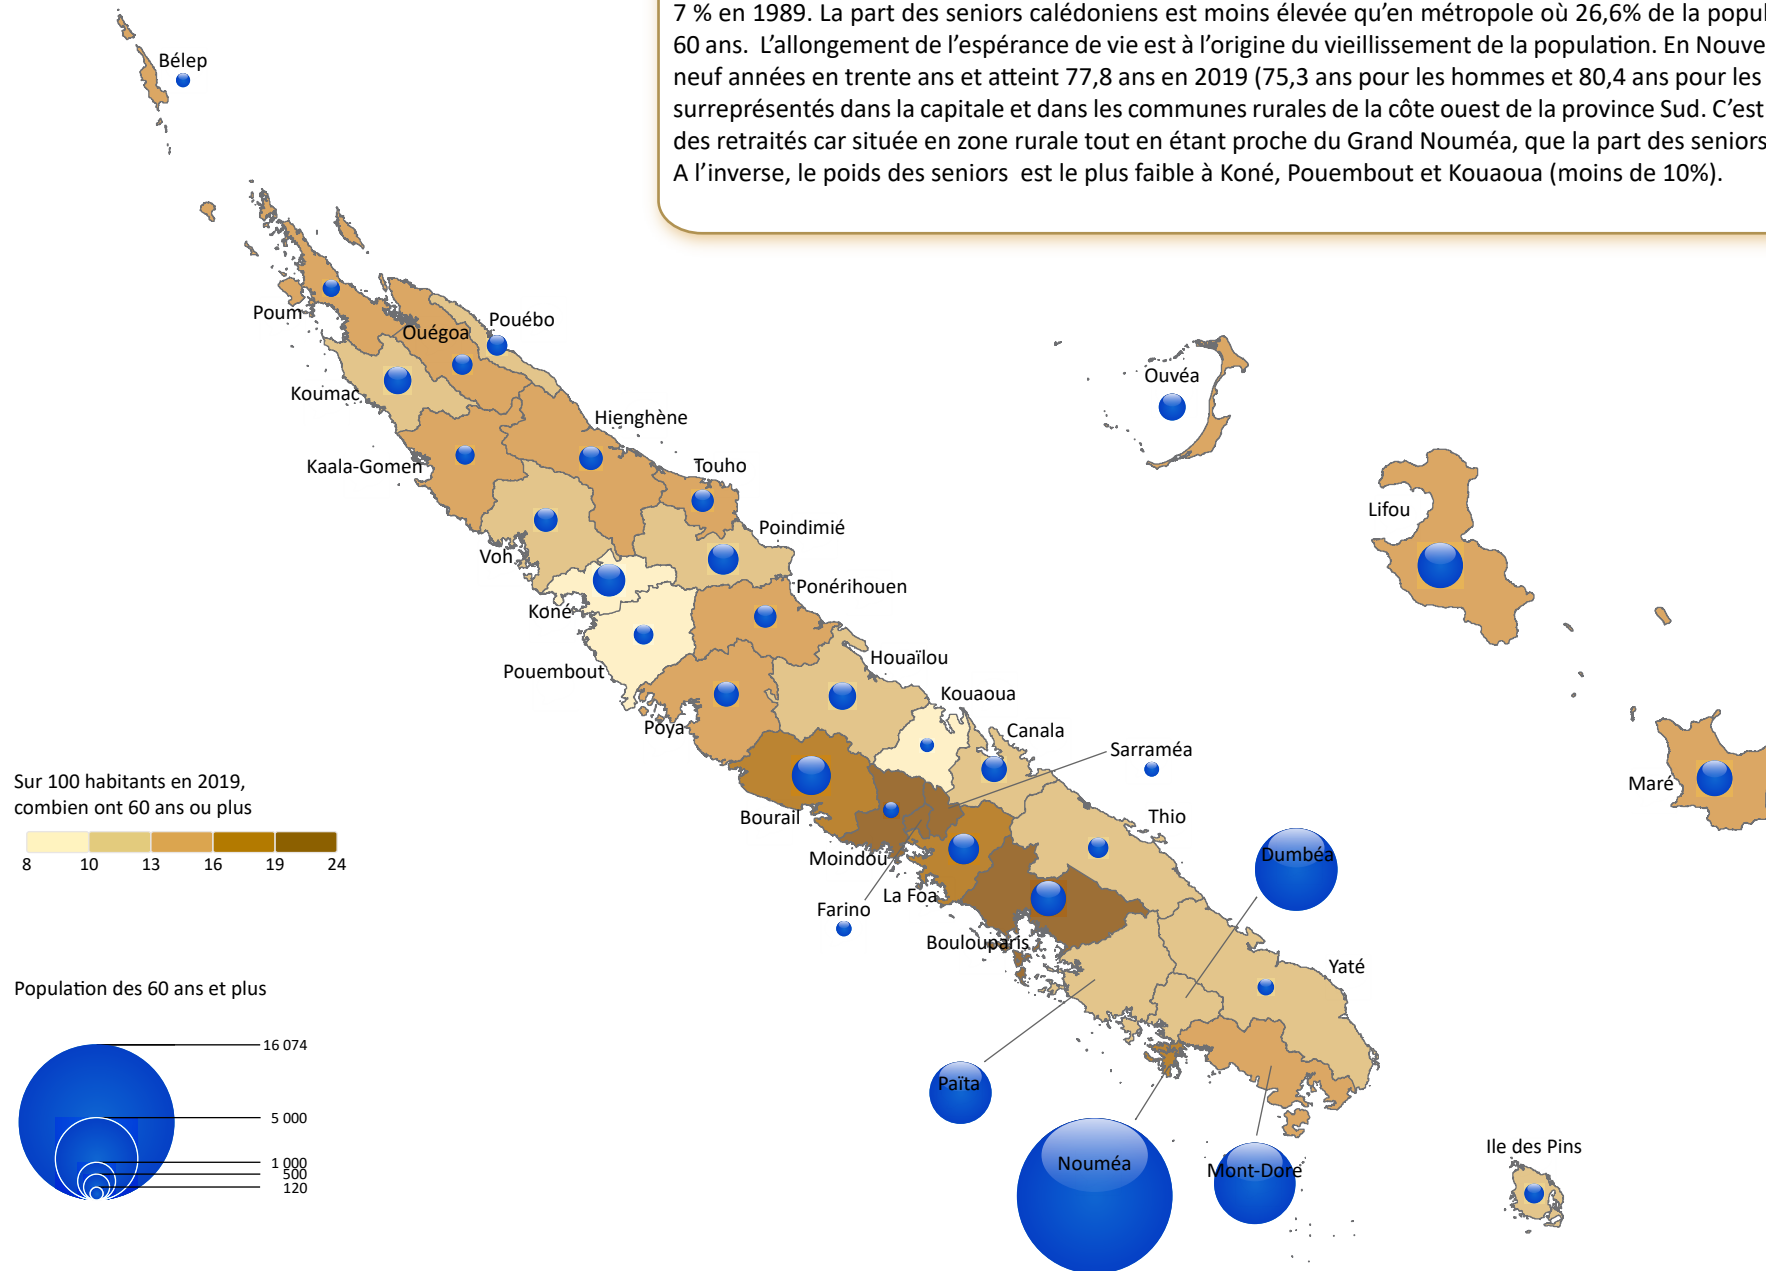 7 % en 1989. La part des seniors calédoniens est moins élevée qu'en métropole où 26,6% de la popul
60 ans.  L'allongement de l'espérance de vie est à l'origine du vieillissement de la population. En Nouve
neuf années en trente ans et atteint 77,8 ans en 2019 (75,3 ans pour les hommes et 80,4 ans pour les
surreprésentés dans la capitale et dans les communes rurales de la côte ouest de la province Sud. C'est
des retraités car située en zone rurale tout en étant proche du Grand Nouméa, que la part des seniors
A l'inverse, le poids des seniors  est le plus faible à Koné, Pouembout et Kouaoua (moins de 10%).
Bélep
Poum
Pouébo
Ouégoa
Ouvéa
Koumac
Hienghène
Kaala-Gomen
Touho
Lifou
Poindimié
Voh
Ponérihouen
Koné
Houaïlou
Pouembout
Kouaoua
Poya
Canala
Sarraméa
Maré
Sur 100 habitants en 2019,
combien ont 60 ans ou plus
8 10 13 16 19 24
Bourail
Thio
Moindou
Dumbéa
La Foa
Farino
Boulouparis
Yaté
Population des 60 ans et plus
16 074
5 000
1 000
500
120
Païta
Nouméa
Mont-Dore
Ile des Pins